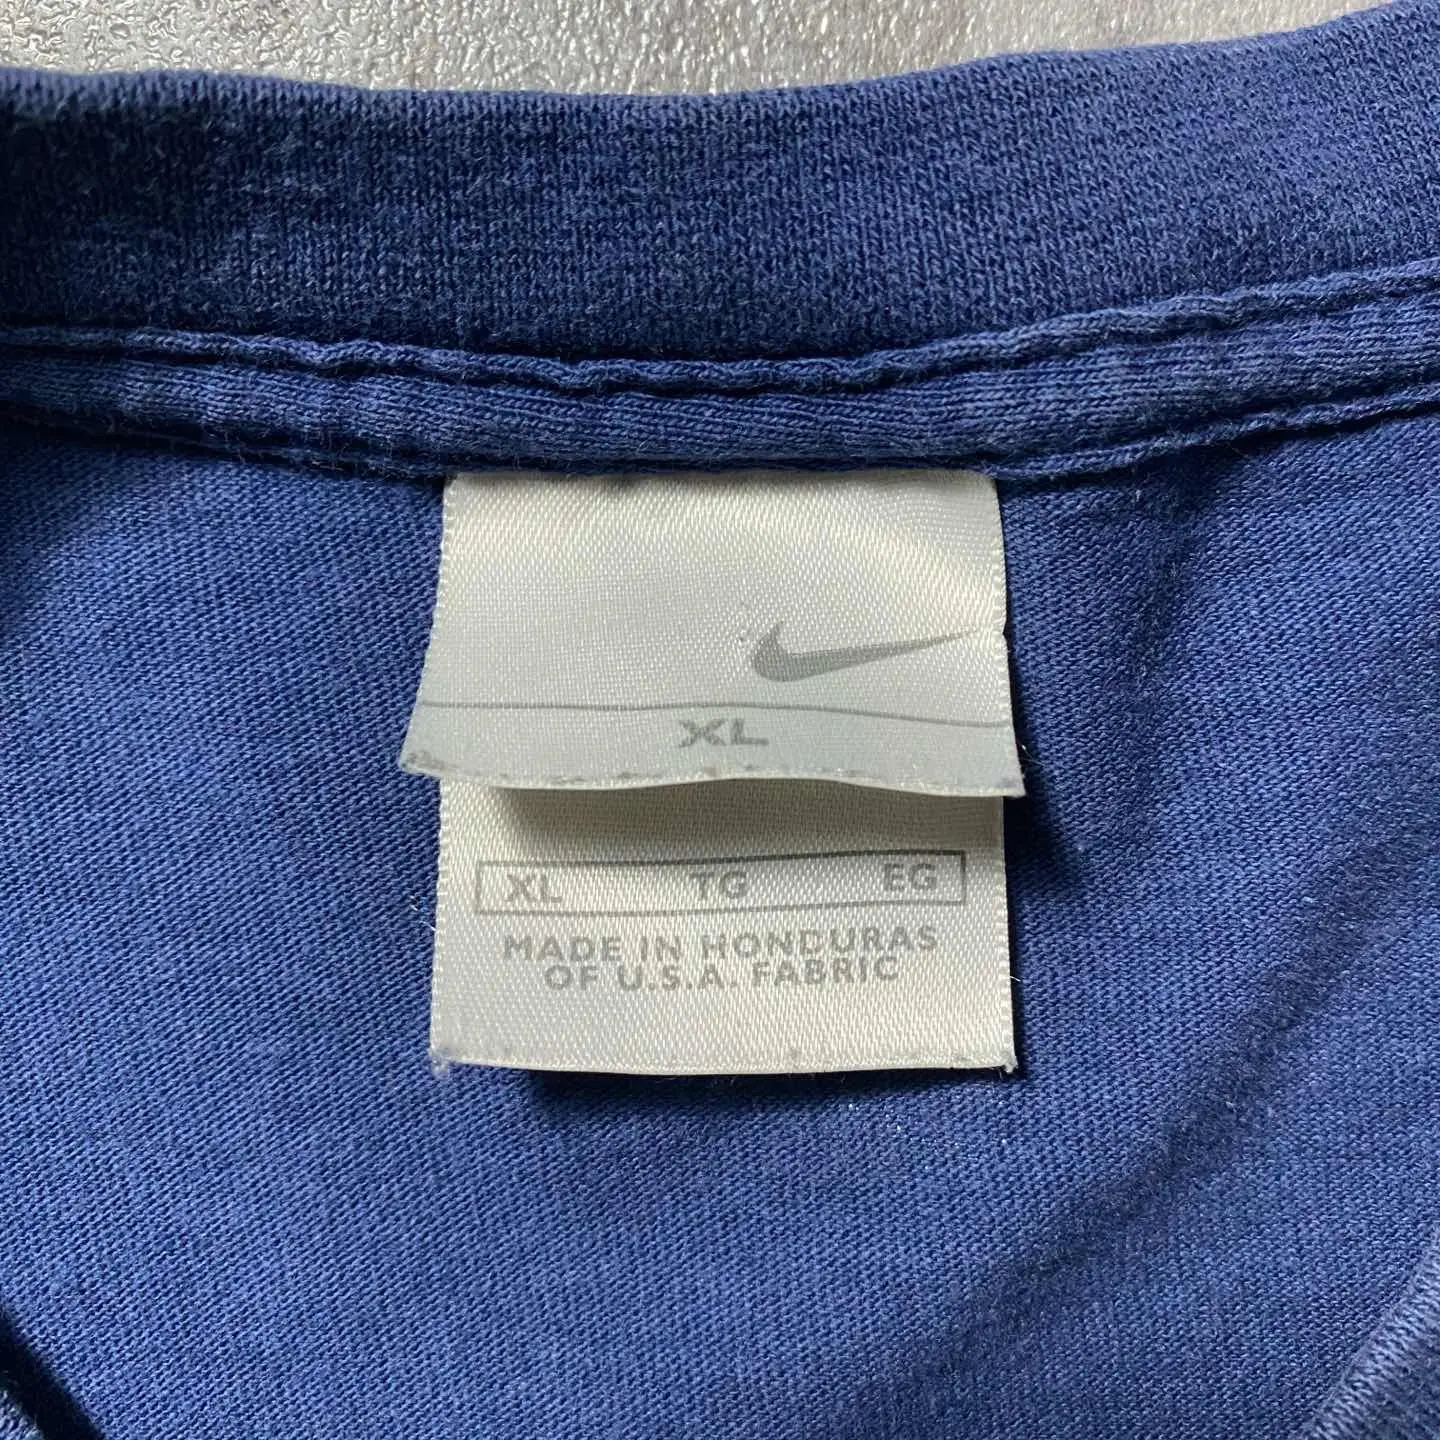 XL
XL TG EG
MADE IN HONDURAS
OF U.S.A. FABRIC